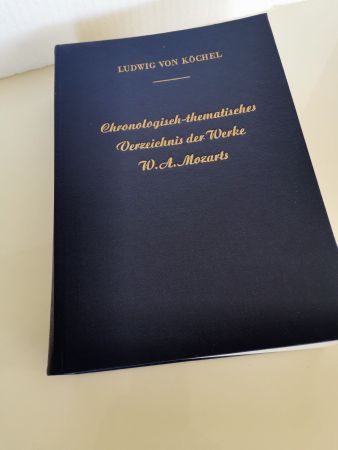 LUDWIG VON KÖCHEL
Chronologisch-thematisches
Verzeichnis der Werke
W. A. Mozarts